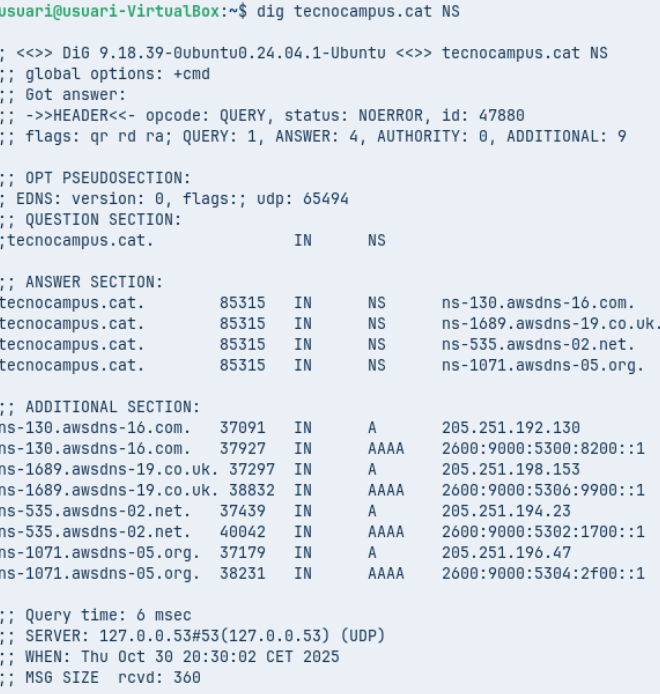 usuari@usuari-VirtualBox:~$ dig tecnocampus.cat NS
; <<>> DiG 9.18.39-0ubuntu0.24.04.1-Ubuntu <<>> tecnocampus.cat NS
;; global options: +cmd
;; Got answer:
;; ->>HEADER<<- opcode: QUERY, status: NOERROR, id: 47880
;; flags: qr rd ra; QUERY: 1, ANSWER: 4, AUTHORITY: 0, ADDITIONAL: 9
;; OPT PSEUDOSECTION:
; EDNS: version: 0, flags:; udp: 65494
;; QUESTION SECTION:
;tecnocampus.cat. IN NS
;; ANSWER SECTION:
tecnocampus.cat. 85315 IN NS ns-130.awsdns-16.com.
tecnocampus.cat. 85315 IN NS ns-1689.awsdns-19.co.uk.
tecnocampus.cat. 85315 IN NS ns-535.awsdns-02.net.
tecnocampus.cat. 85315 IN NS ns-1071.awsdns-05.org.
;; ADDITIONAL SECTION:
ns-130.awsdns-16.com. 37091 IN A 205.251.192.130
ns-130.awsdns-16.com. 37927 IN AAAA 2600:9000:5300:8200::1
ns-1689.awsdns-19.co.uk. 37297 IN A 205.251.198.153
ns-1689.awsdns-19.co.uk. 38832 IN AAAA 2600:9000:5306:9900::1
ns-535.awsdns-02.net. 37439 IN A 205.251.194.23
ns-535.awsdns-02.net. 40042 IN AAAA 2600:9000:5302:1700::1
ns-1071.awsdns-05.org. 37179 IN A 205.251.196.47
ns-1071.awsdns-05.org. 38231 IN AAAA 2600:9000:5304:2f00::1
;; Query time: 6 msec
;; SERVER: 127.0.0.53#53(127.0.0.53) (UDP)
;; WHEN: Thu Oct 30 20:30:02 CET 2025
;; MSG SIZE rcvd: 360